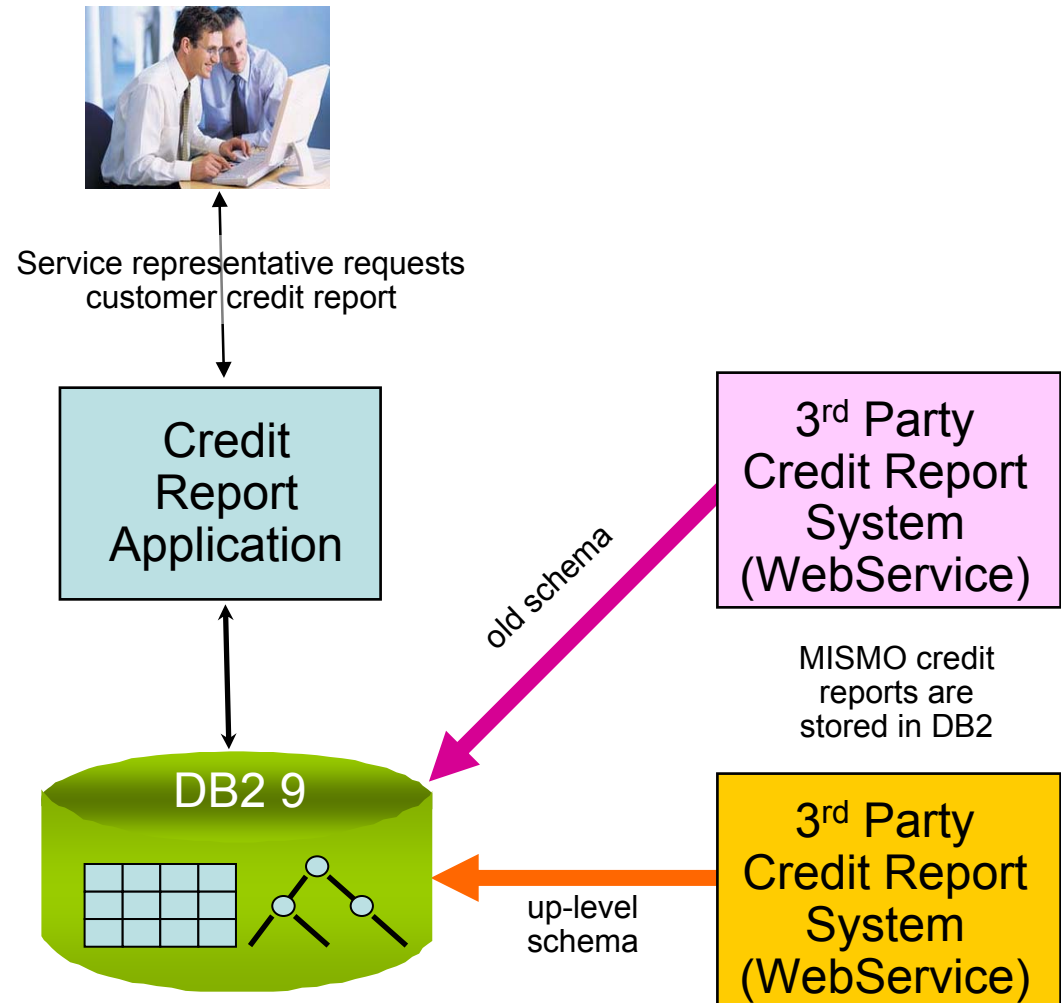 Service representative requests
customer credit report
Credit
Report
Application
3rd Party
Credit Report
System
(WebService)
old schema
MISMO credit
reports are
stored in DB2
DB2 9
up-level
schema
3rd Party
Credit Report
System
(WebService)